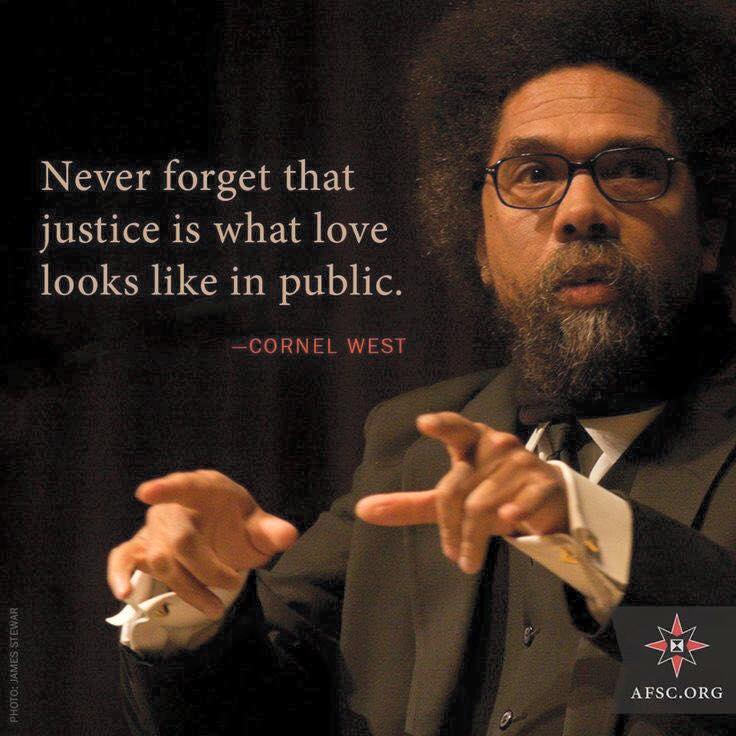 Never forget that
justice is what love
looks like in public.
—CORNEL WEST
PHOTO: JAMES STEWAR
AFSC.ORG